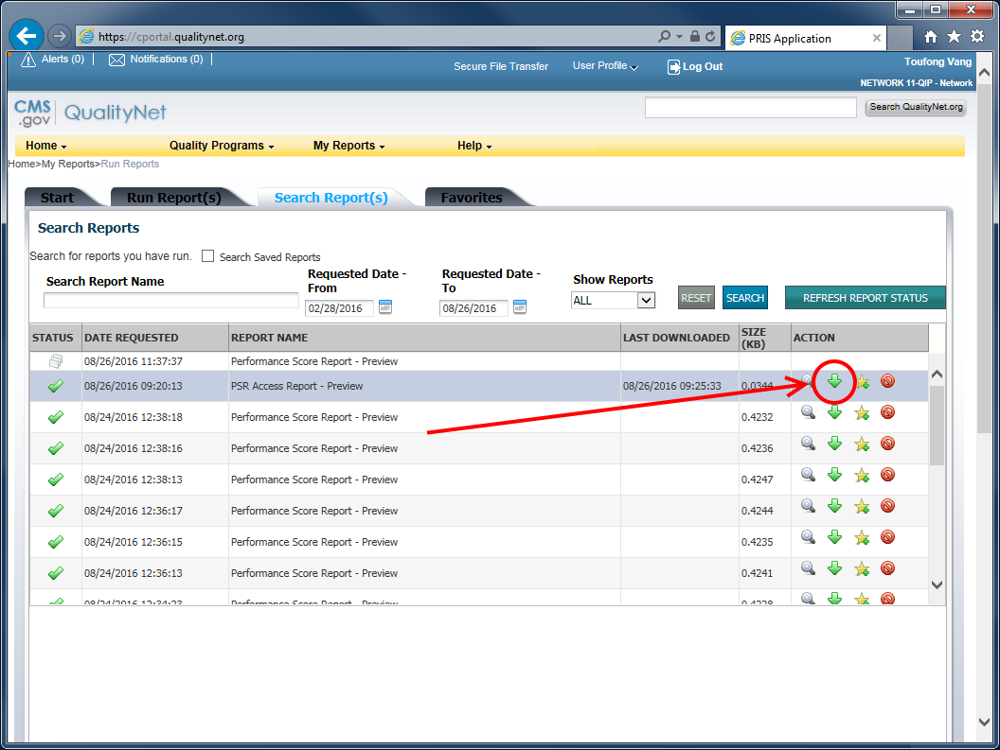 https://cportal.qualitynet.org
PRIS Application
Alerts (0) | Notifications (0) |
Secure File Transfer User Profile Log Out
Toufong Vang
NETWORK 11-QIP - Network
CMS
.gov
QualityNet
Search QualityNet.org
Home Quality Programs My Reports Help
Home>My Reports>Run Reports
Start Run Report(s) Search Report(s) Favorites
Search Reports
Search for reports you have run. Search Saved Reports
Search Report Name
Requested Date -
From
02/28/2016
Requested Date -
To
08/26/2016
Show Reports
ALL
RESET SEARCH REFRESH REPORT STATUS
STATUS DATE REQUESTED REPORT NAME LAST DOWNLOADED SIZE (KB) ACTION
08/26/2016 11:37:37 Performance Score Report - Preview
08/26/2016 09:20:13 PSR Access Report - Preview 08/26/2016 09:25:33 0.0344
08/24/2016 12:38:18 Performance Score Report - Preview 0.4232
08/24/2016 12:38:16 Performance Score Report - Preview 0.4236
08/24/2016 12:38:13 Performance Score Report - Preview 0.4247
08/24/2016 12:36:17 Performance Score Report - Preview 0.4244
08/24/2016 12:36:15 Performance Score Report - Preview 0.4235
08/24/2016 12:36:13 Performance Score Report - Preview 0.4241
08/24/2016 12:34:23 Performance Score Report - Preview 0.4228